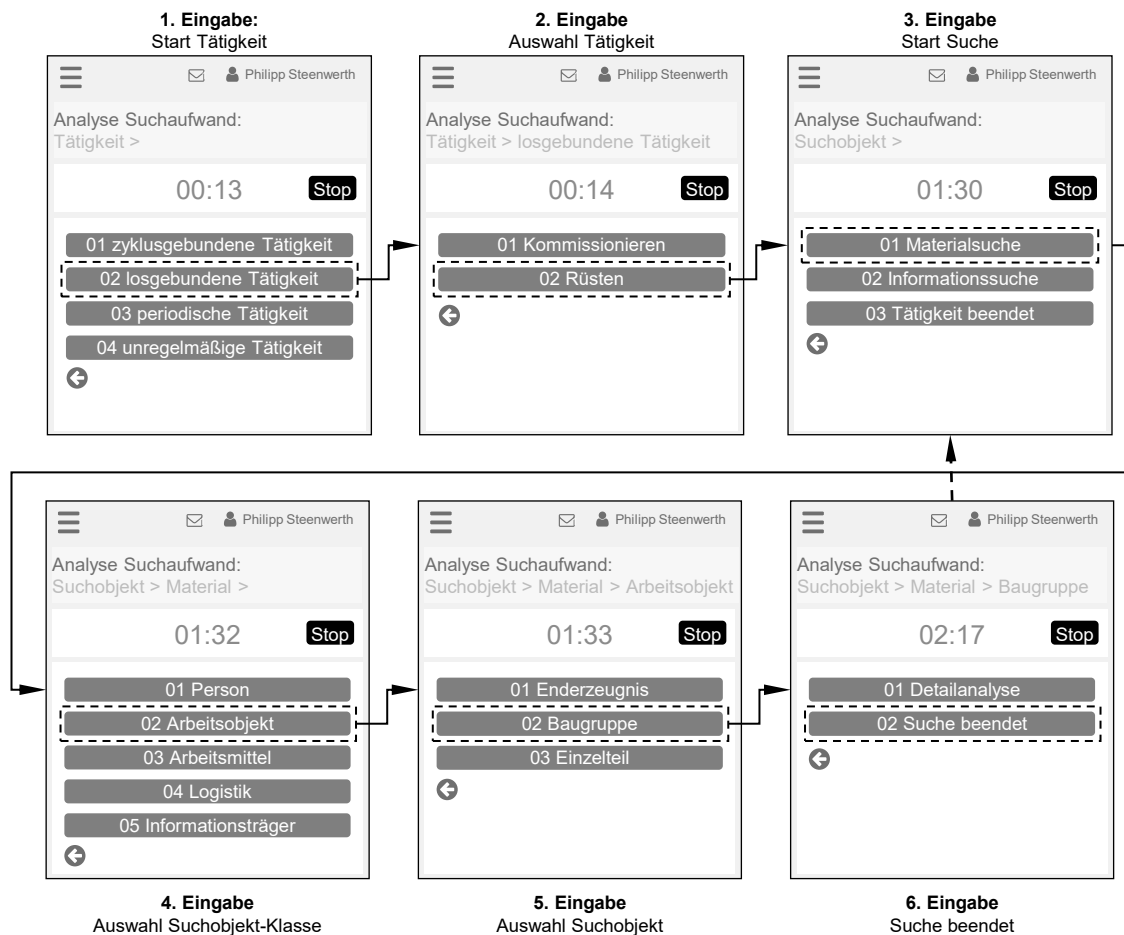 1. Eingabe:
Start Tätigkeit
Philipp Steenwerth
Analyse Suchaufwand:
Tätigkeit >
00:13
Stop
01 zyklusgebundene Tätigkeit
02 losgebundene Tätigkeit
03 periodische Tätigkeit
04 unregelmäßige Tätigkeit
2. Eingabe
Auswahl Tätigkeit
Philipp Steenwerth
Analyse Suchaufwand:
Tätigkeit > losgebundene Tätigkeit
00:14
Stop
01 Kommissionieren
02 Rüsten
3. Eingabe
Start Suche
Philipp Steenwerth
Analyse Suchaufwand:
Suchobjekt >
01:30
Stop
01 Materialsuche
02 Informationssuche
03 Tätigkeit beendet
Philipp Steenwerth
Analyse Suchaufwand:
Suchobjekt > Material >
01:32
Stop
01 Person
02 Arbeitsobjekt
03 Arbeitsmittel
04 Logistik
05 Informationsträger
4. Eingabe
Auswahl Suchobjekt-Klasse
Philipp Steenwerth
Analyse Suchaufwand:
Suchobjekt > Material > Arbeitsobjekt
01:33
Stop
01 Enderzeugnis
02 Baugruppe
03 Einzelteil
5. Eingabe
Auswahl Suchobjekt
Philipp Steenwerth
Analyse Suchaufwand:
Suchobjekt > Material > Baugruppe
02:17
Stop
01 Detailanalyse
02 Suche beendet
6. Eingabe
Suche beendet